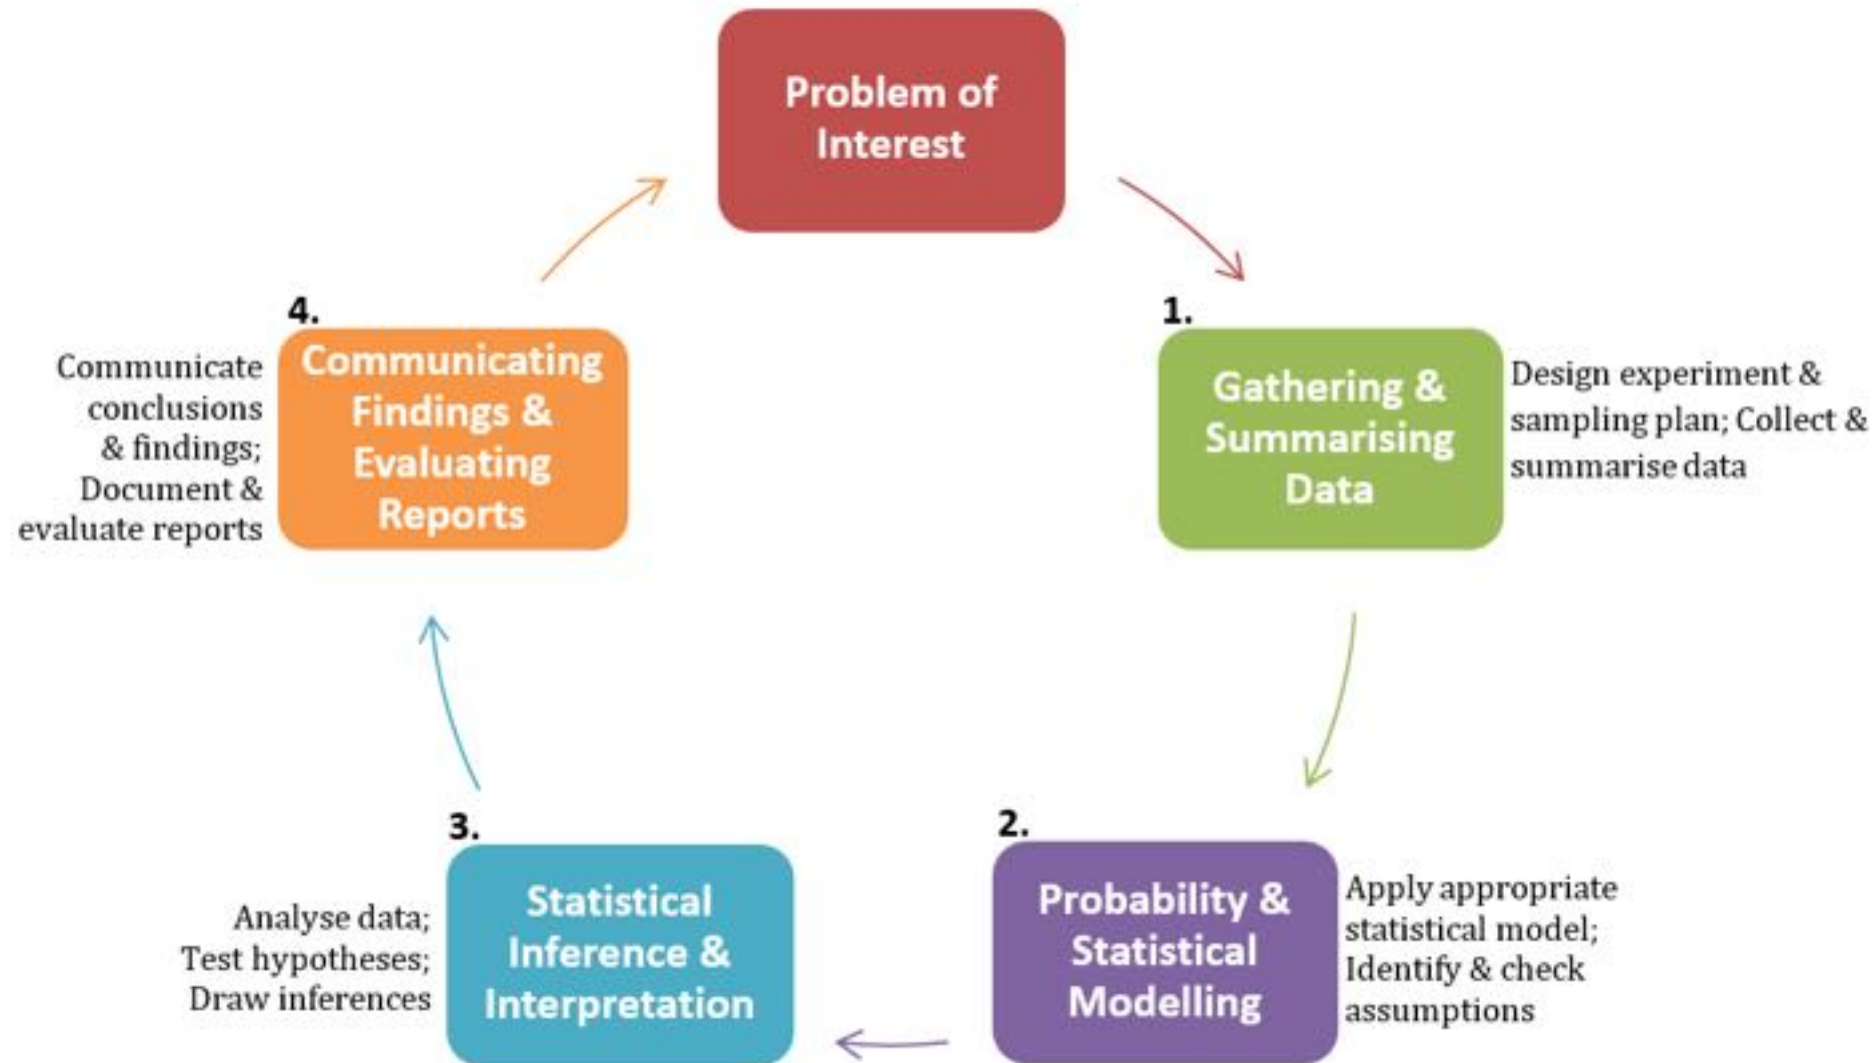 Problem of
Interest
1.
Gathering &
Summarising
Data
Design experiment &
sampling plan; Collect &
summarise data
2.
Probability &
Statistical
Modelling
Apply appropriate
statistical model;
Identify & check
assumptions
3.
Statistical
Inference &
Interpretation
Analyse data;
Test hypotheses;
Draw inferences
4.
Communicating
Findings &
Evaluating
Reports
Communicate
conclusions
& findings;
Document &
evaluate reports